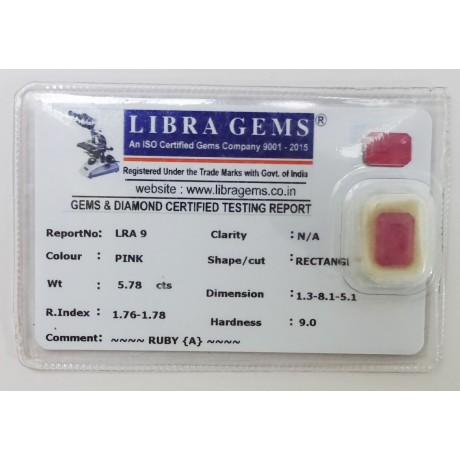 LIBRA GEMS®
An ISO Certified Gems Company 9001 - 2015
Registered Under the Trade Marks with Govt. of India
website : www.libragems.co.in
GEMS & DIAMOND CERTIFIED TESTING REPORT
ReportNo: LRA 9 Clarity : N/A
Colour : PINK Shape/cut : RECTANGL
Wt : 5.78 cts Dimension : 1.3-8.1-5.1
R.Index : 1.76-1.78 Hardness : 9.0
Comment: ~~~~ RUBY {A} ~~~~